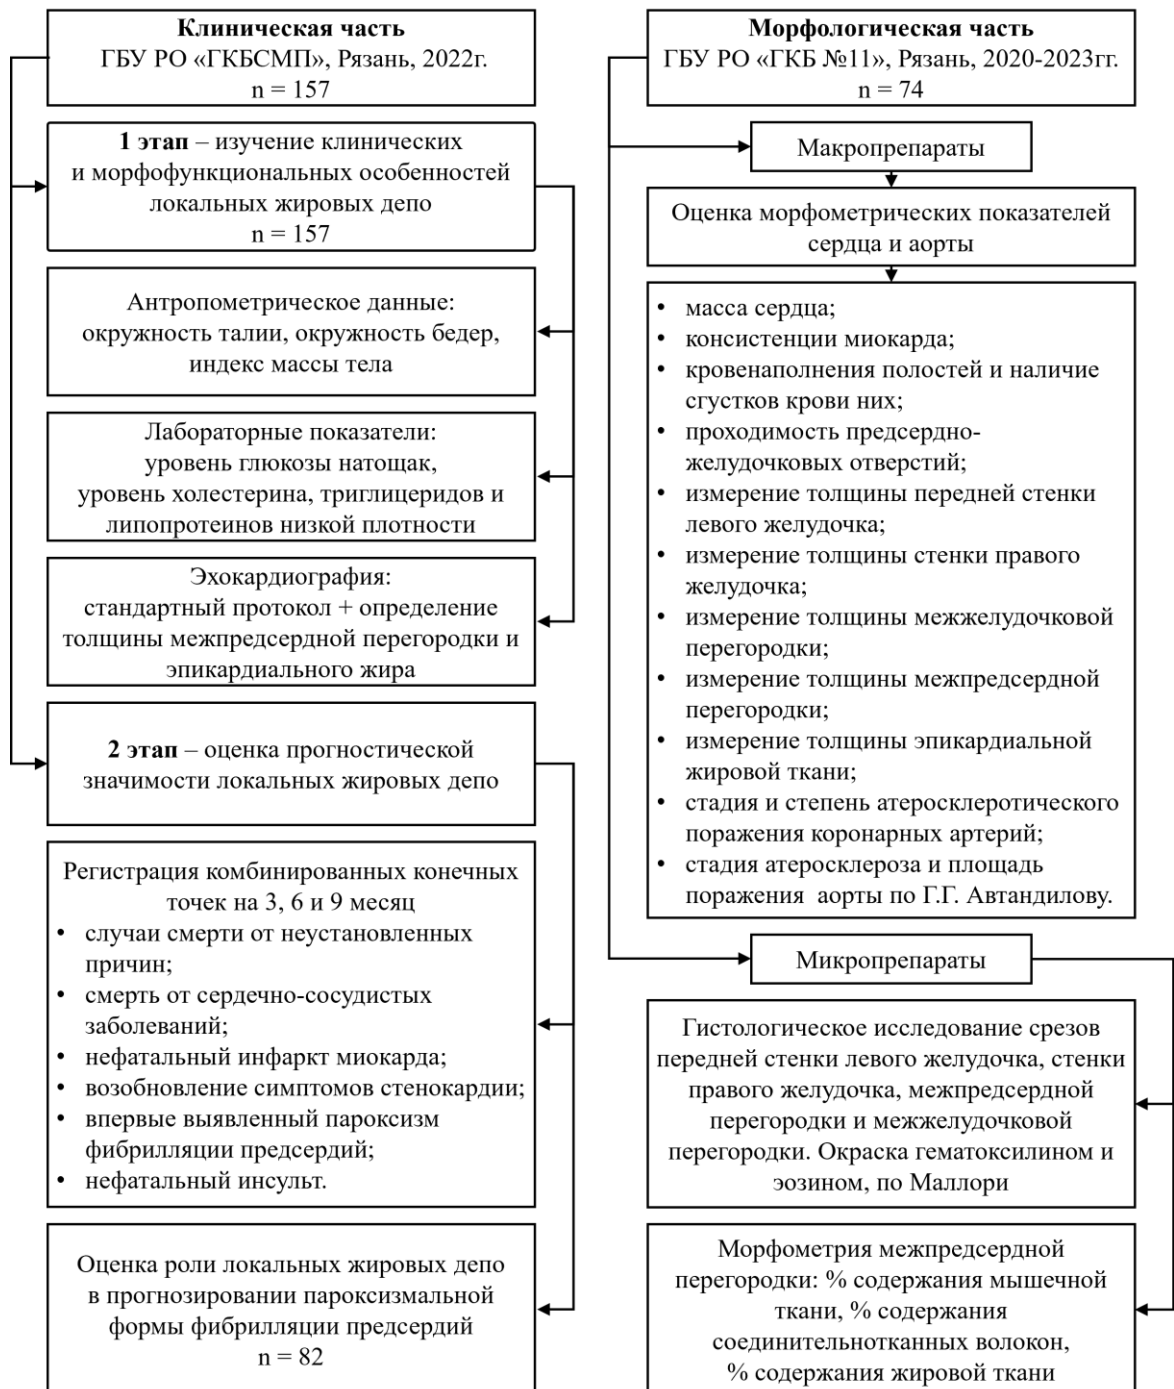 Клиническая часть
ГБУ РО «ГКБСМП», Рязань, 2022г.
n = 157
1 этап – изучение клинических
и морфофункциональных особенностей
локальных жировых депо
n = 157
Антропометрическое данные:
окружность талии, окружность бедер,
индекс массы тела
Лабораторные показатели:
уровень глюкозы натощак,
уровень холестерина, триглицеридов и
липопротеинов низкой плотности
Эхокардиография:
стандартный протокол + определение
толщины межпредсердной перегородки и
эпикардиального жира
2 этап – оценка прогностической
значимости локальных жировых депо
Регистрация комбинированных конечных
точек на 3, 6 и 9 месяц
• случаи смерти от неустановленных
причин;
• смерть от сердечно-сосудистых
заболеваний;
• нефатальный инфаркт миокарда;
• возобновление симптомов стенокардии;
• впервые выявленный пароксизм
фибрилляции предсердий;
• нефатальный инсульт.
Оценка роли локальных жировых депо
в прогнозировании пароксизмальной
формы фибрилляции предсердий
n = 82
Морфологическая часть
ГБУ РО «ГКБ №11», Рязань, 2020-2023гг.
n = 74
Макропрепараты
Оценка морфометрических показателей
сердца и аорты
• масса сердца;
• консистенции миокарда;
• кровенаполнения полостей и наличие
сгустков крови них;
• проходимость предсердно-
желудочковых отверстий;
• измерение толщины передней стенки
левого желудочка;
• измерение толщины стенки правого
желудочка;
• измерение толщины межжелудочковой
перегородки;
• измерение толщины межпредсердной
перегородки;
• измерение толщины эпикардиальной
жировой ткани;
• стадия и степень атеросклеротического
поражения коронарных артерий;
• стадия атеросклероза и площадь
поражения аорты по Г.Г. Автандилову.
Микропрепараты
Гистологическое исследование срезов
передней стенки левого желудочка, стенки
правого желудочка, межпредсердной
перегородки и межжелудочковой
перегородки. Окраска гематоксилином и
эозином, по Маллори
Морфометрия межпредсердной
перегородки: % содержания мышечной
ткани, % содержания
соединительнотканных волокон,
% содержания жировой ткани